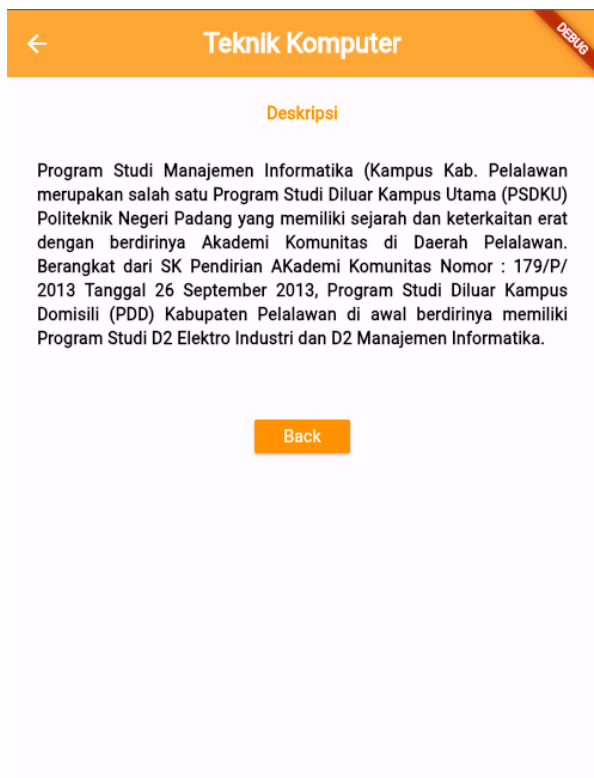 Teknik Komputer
DEBUG
Deskripsi
Program Studi Manajemen Informatika (Kampus Kab. Pelalawan
merupakan salah satu Program Studi Diluar Kampus Utama (PSDKU)
Politeknik Negeri Padang yang memiliki sejarah dan keterkaitan erat
dengan berdirinya Akademi Komunitas di Daerah Pelalawan.
Berangkat dari SK Pendirian AKademi Komunitas Nomor : 179/P/
2013 Tanggal 26 September 2013, Program Studi Diluar Kampus
Domisili (PDD) Kabupaten Pelalawan di awal berdirinya memiliki
Program Studi D2 Elektro Industri dan D2 Manajemen Informatika.
Back